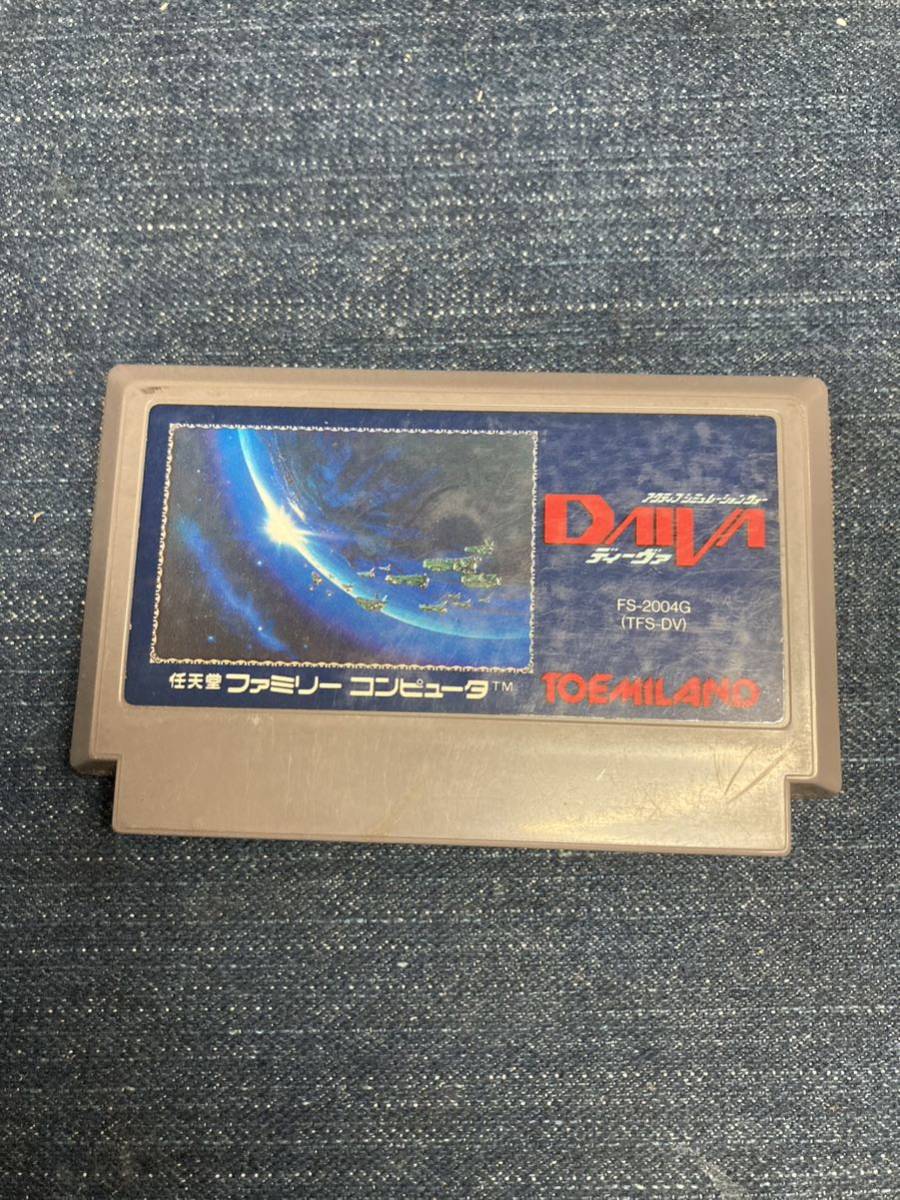 アクティブシミュレーションウォー
DAIVA
ディーヴァ
FS-2004G
(TFS-DV)
任天堂 ファミリー コンピュータ™
TOEMILAND